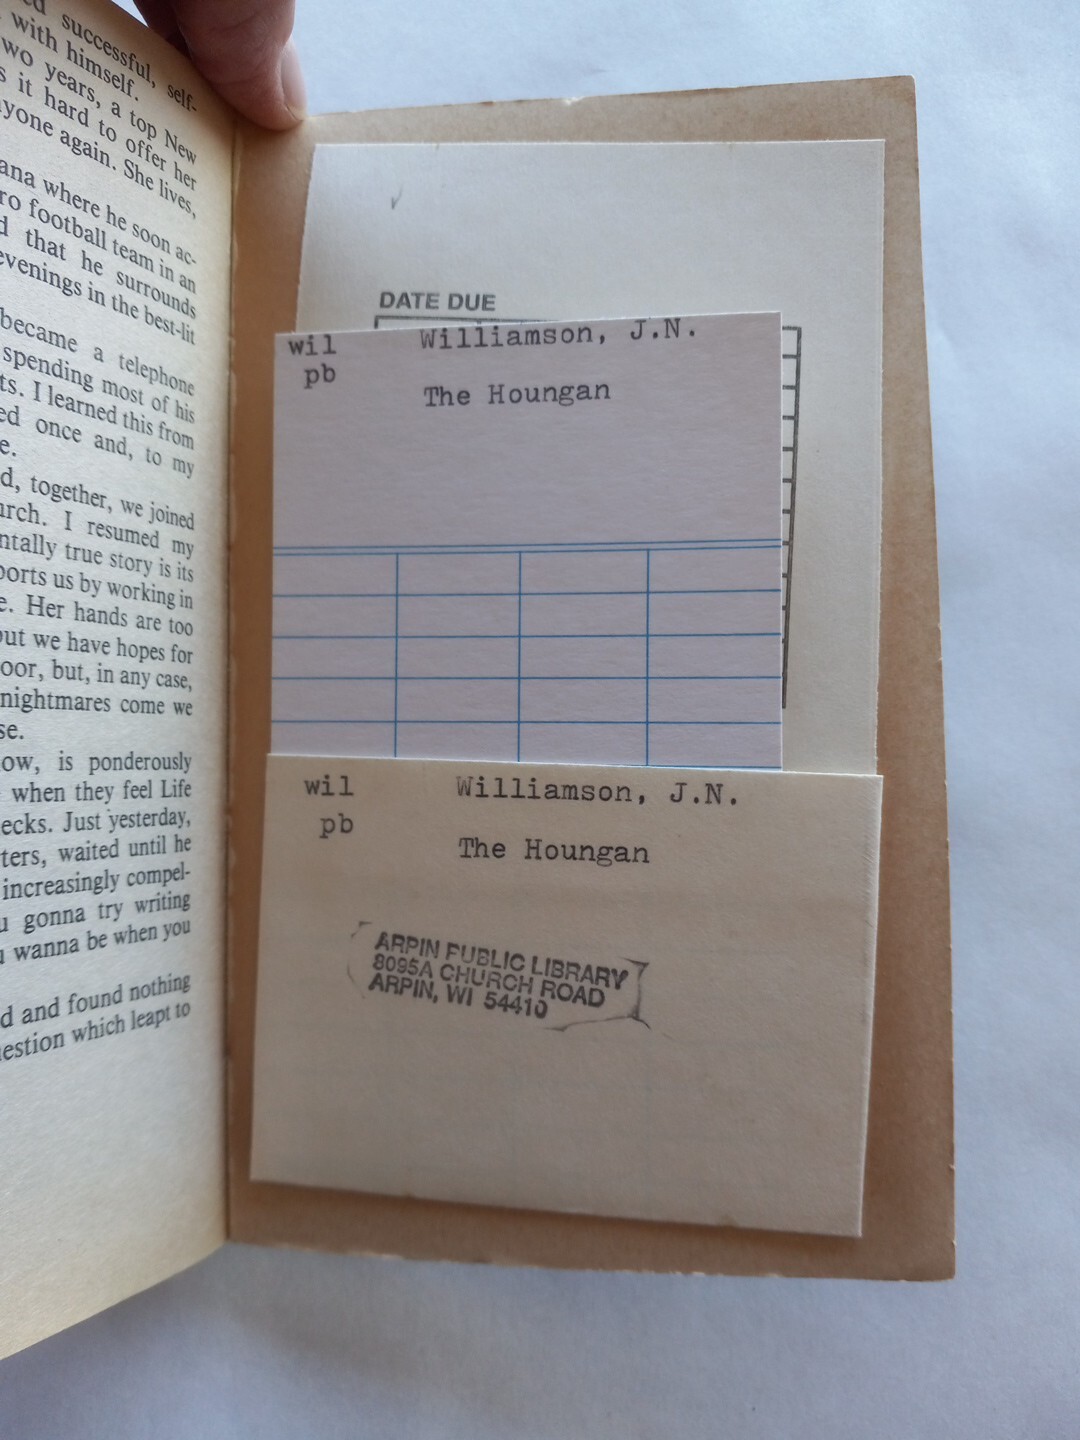 ed successful, self-
with himself.
wo years, a top New
s it hard to offer her
nyone again. She lives,
ana where he soon ac-
ro football team in an
d that he surrounds
evenings in the best-lit
became a telephone
spending most of his
ts. I learned this from
ed once and, to my
e.
d, together, we joined
urch. I resumed my
ntally true story is its
ports us by working in
e. Her hands are too
out we have hopes for
oor, but, in any case,
nightmares come we
se.
ow, is ponderously
when they feel Life
ecks. Just yesterday,
ters, waited until he
increasingly compel-
u gonna try writing
u wanna be when you
d and found nothing
uestion which leapt to
DATE DUE
wil Williamson, J.N.
pb
The Houngan
wil Williamson, J.N.
pb
The Houngan
ARPIN PUBLIC LIBRARY
8095A CHURCH ROAD
ARPIN, WI 54410